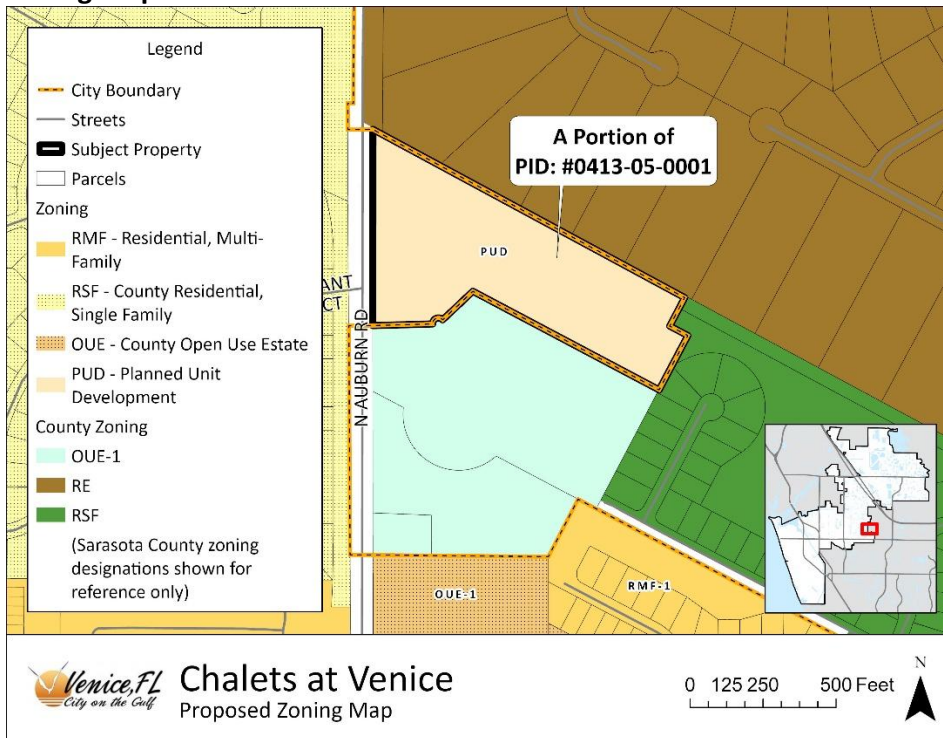 Legend
City Boundary
Streets
Subject Property
Parcels
Zoning
RMF - Residential, Multi-
Family
RSF - County Residential,
Single Family
OUE - County Open Use Estate
PUD - Planned Unit
Development
County Zoning
OUE-1
RE
RSF
(Sarasota County zoning
designations shown for
reference only)
A Portion of
PID: #0413-05-0001
PUD
ANT
CT
N-AUBURN-RD
OUE-1
RMF-1
Venice, FL
City on the Gulf
Chalets at Venice
Proposed Zoning Map
0 125 250 500 Feet
N